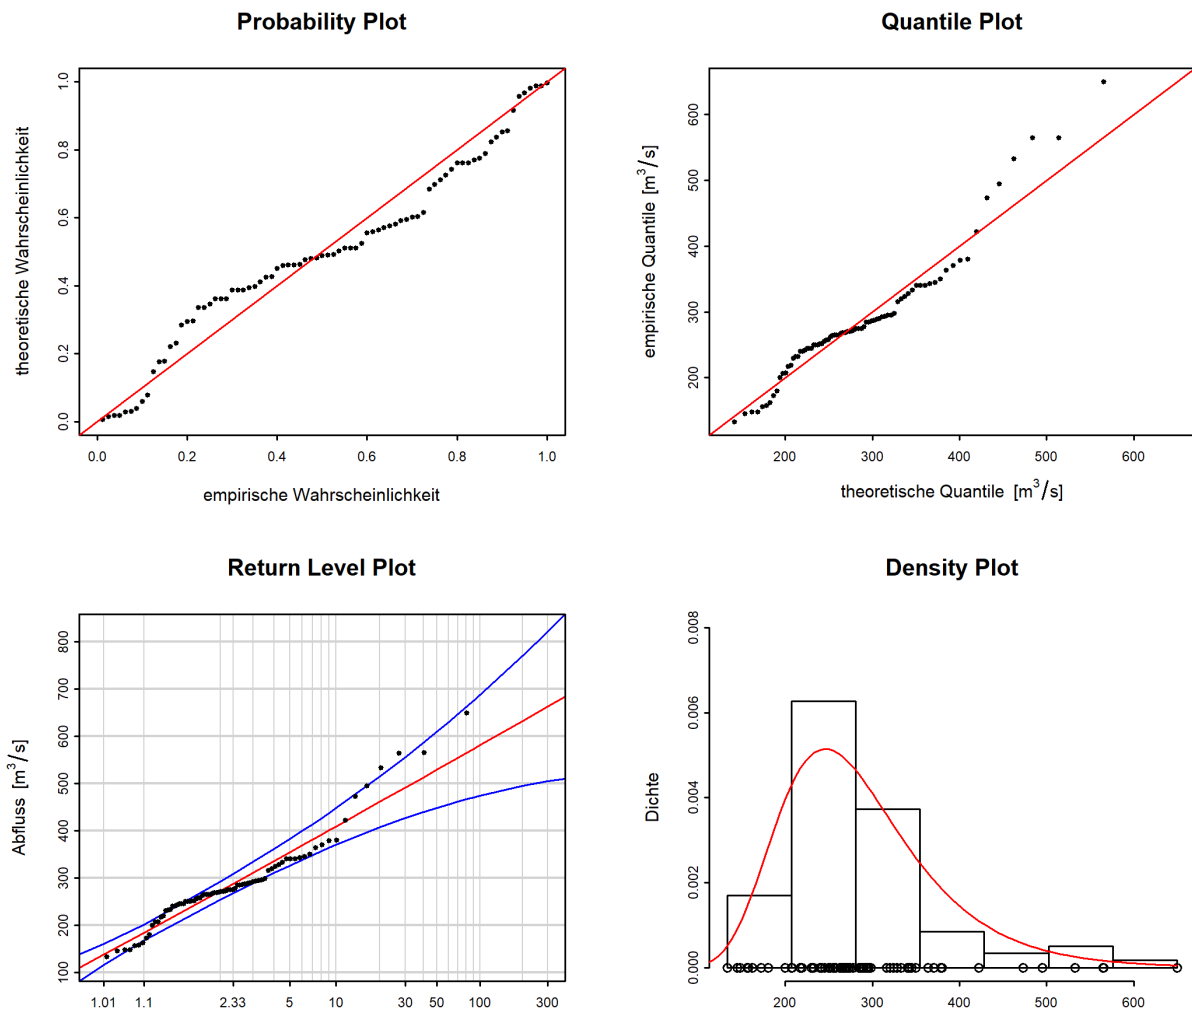 Probability Plot
theoretische Wahrscheinlichkeit
0.0 0.2 0.4 0.6 0.8 1.0
0.0 0.2 0.4 0.6 0.8 1.0
empirische Wahrscheinlichkeit
Quantile Plot
empirische Quantile [m³/s]
200 300 400 500 600
200 300 400 500 600
theoretische Quantile [m³/s]
Return Level Plot
Abfluss [m³/s]
100 200 300 400 500 600 700 800
1.01 1.1 2.33 5 10 30 50 100 300
Density Plot
Dichte
0.000 0.002 0.004 0.006 0.008
200 300 400 500 600